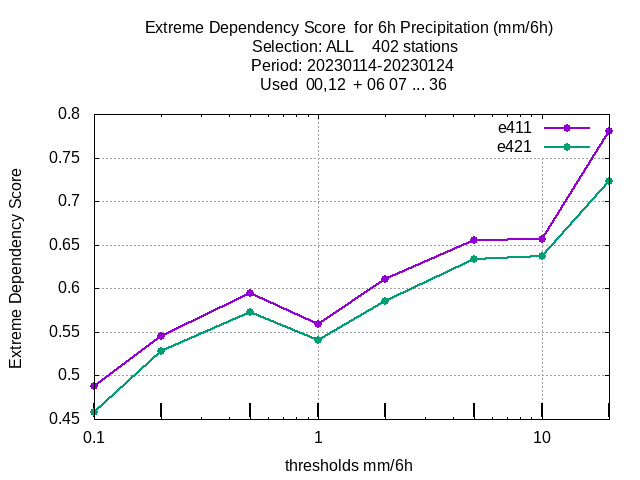 Extreme Dependency Score  for 6h Precipitation (mm/6h)
Selection: ALL    402 stations
Period: 20230114-20230124
Used  00,12  + 06 07 ... 36
e411
e421
Extreme Dependency Score
0.8
0.75
0.7
0.65
0.6
0.55
0.5
0.45
0.1
1
10
thresholds mm/6h